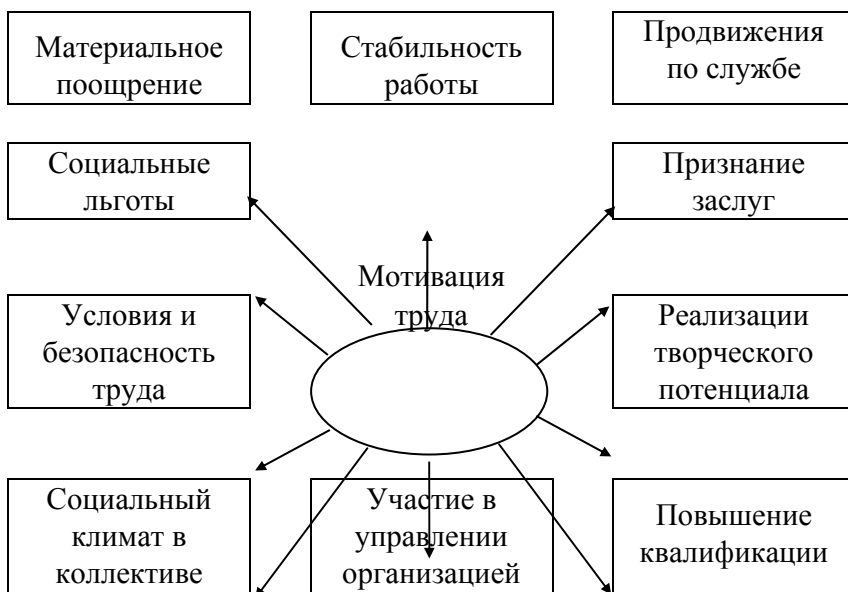 Материальное
поощрение
Стабильность
работы
Продвижения
по службе
Социальные
льготы
Признание
заслуг
Мотивация
труда
Условия и
безопасность
труда
Реализации
творческого
потенциала
Социальный
климат в
коллективе
Участие в
управлении
организацией
Повышение
квалификации